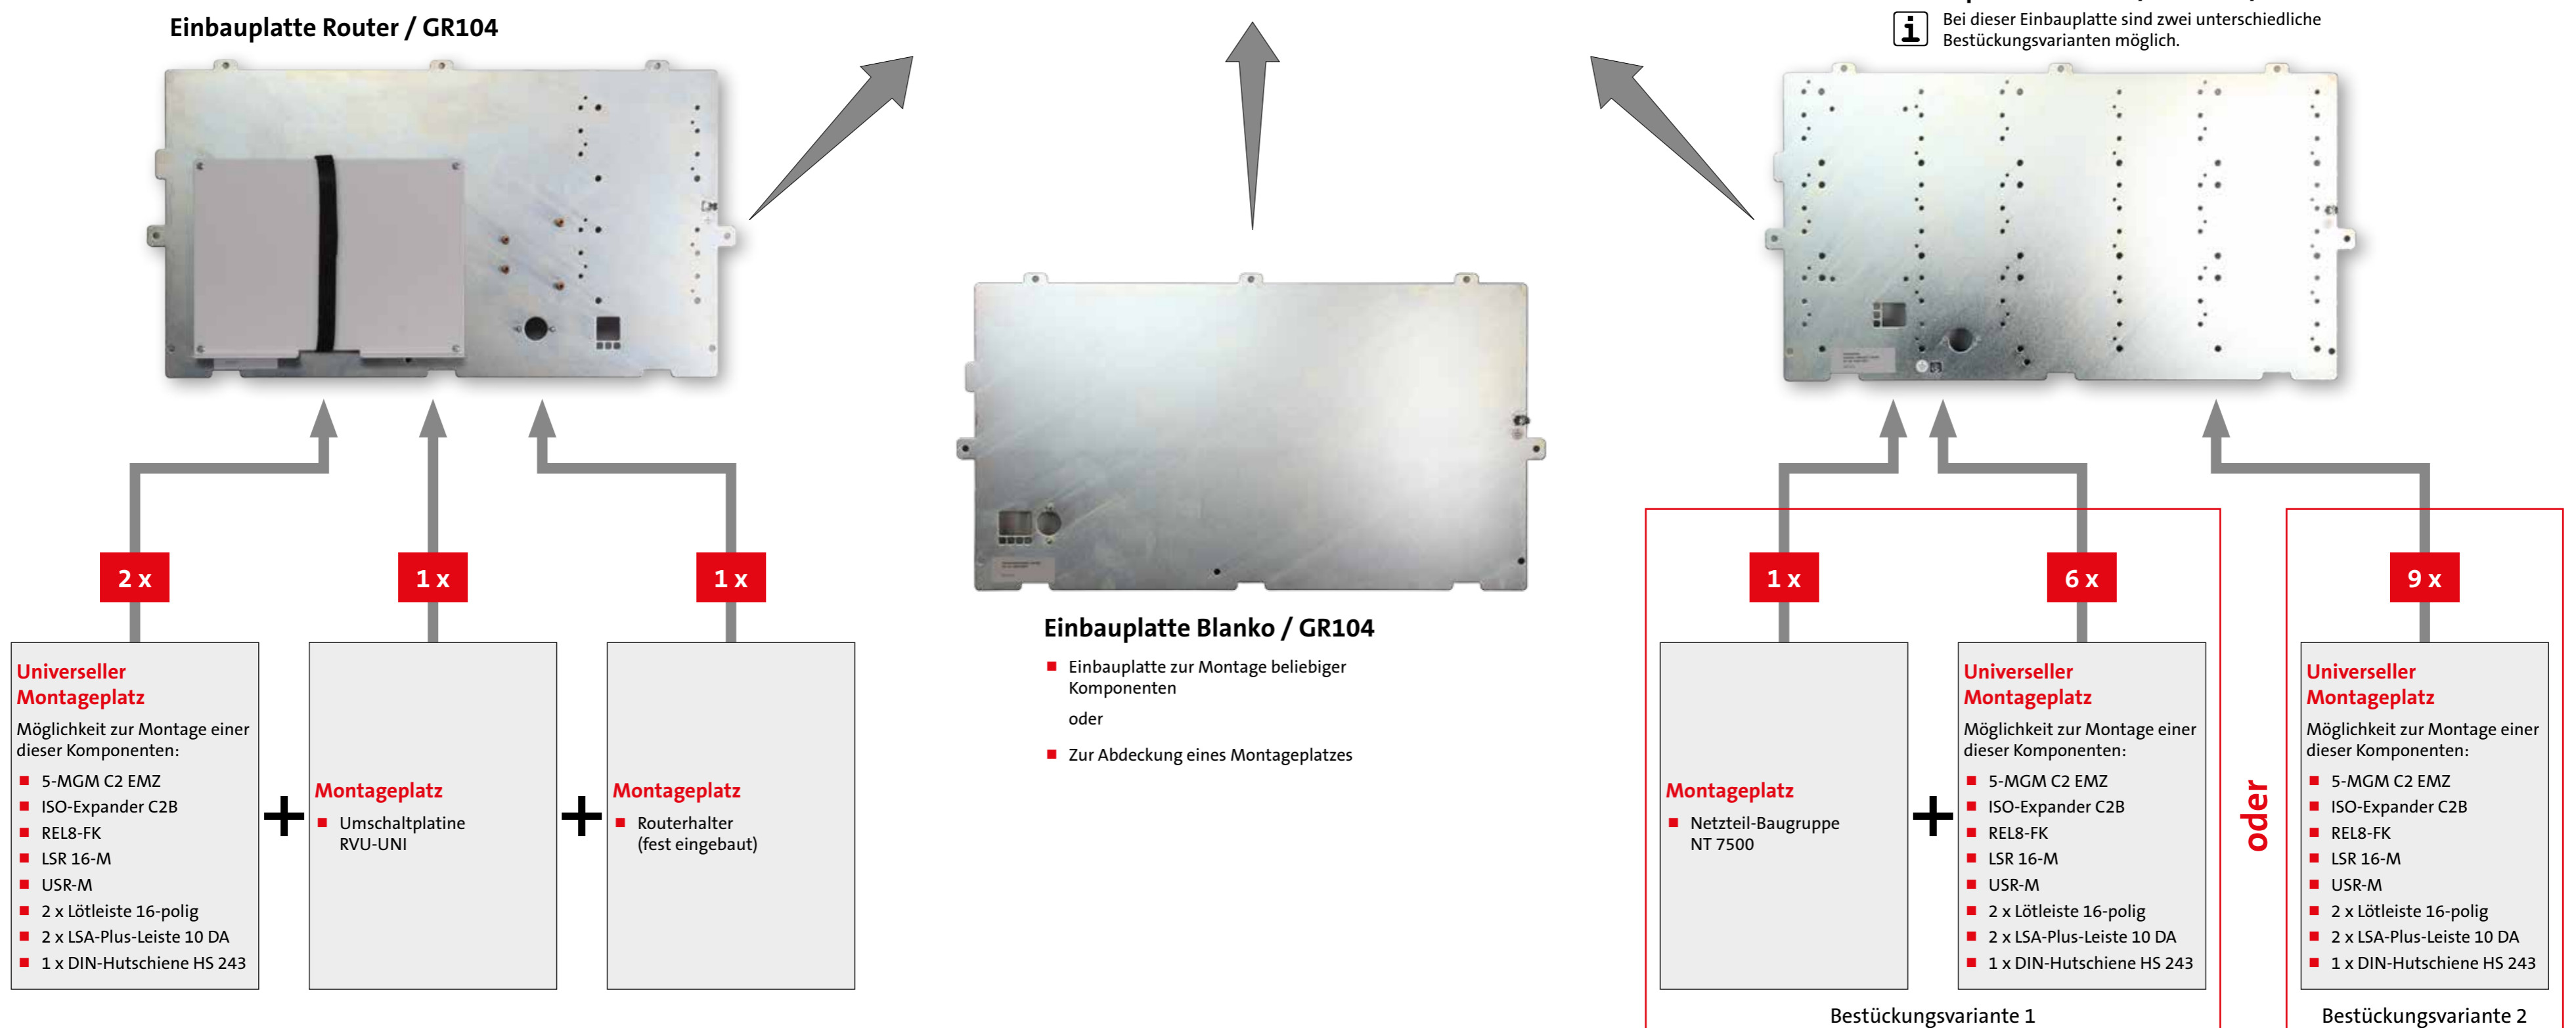 Einbauplatte Router / GR104
Bei dieser Einbauplatte sind zwei unterschiedliche
Bestückungsvarianten möglich.
2 x
1 x
1 x
Universeller
Montageplatz
Möglichkeit zur Montage einer
dieser Komponenten:
5-MGM C2 EMZ
ISO-Expander C2B
REL8-FK
LSR 16-M
USR-M
2 x Lötleiste 16-polig
2 x LSA-Plus-Leiste 10 DA
1 x DIN-Hutschiene HS 243
+
Montageplatz
Umschaltplatine
RVU-UNI
+
Montageplatz
Routerhalter
(fest eingebaut)
Einbauplatte Blanko / GR104
Einbauplatte zur Montage beliebiger
Komponenten
oder
Zur Abdeckung eines Montageplatzes
1 x
6 x
9 x
Montageplatz
Netzteil-Baugruppe
NT 7500
+
Universeller
Montageplatz
Möglichkeit zur Montage einer
dieser Komponenten:
5-MGM C2 EMZ
ISO-Expander C2B
REL8-FK
LSR 16-M
USR-M
2 x Lötleiste 16-polig
2 x LSA-Plus-Leiste 10 DA
1 x DIN-Hutschiene HS 243
Bestückungsvariante 1
oder
Universeller
Montageplatz
Möglichkeit zur Montage einer
dieser Komponenten:
5-MGM C2 EMZ
ISO-Expander C2B
REL8-FK
LSR 16-M
USR-M
2 x Lötleiste 16-polig
2 x LSA-Plus-Leiste 10 DA
1 x DIN-Hutschiene HS 243
Bestückungsvariante 2